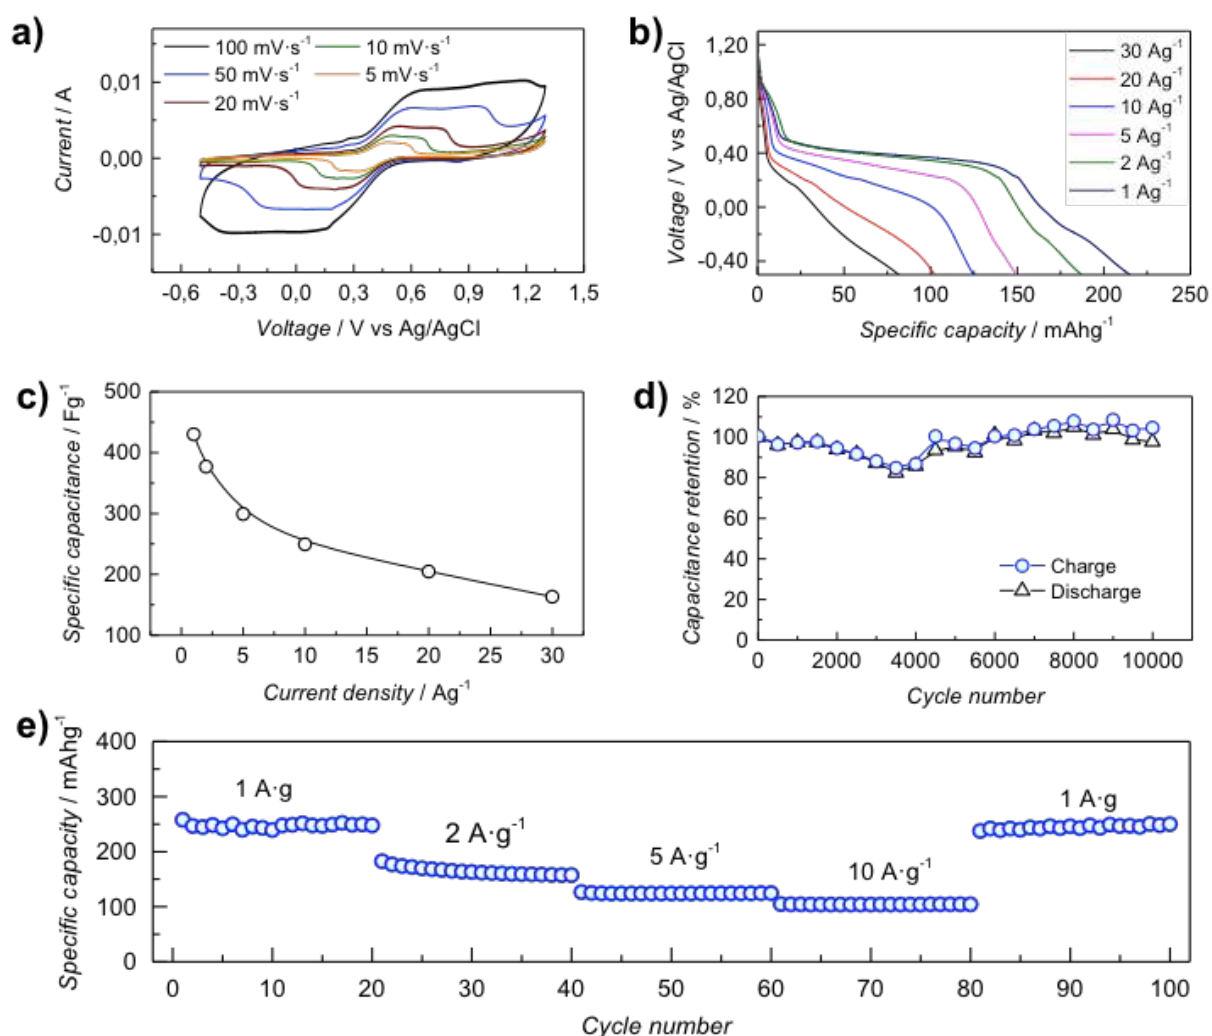 a)
100 mV·s⁻¹ 10 mV·s⁻¹
50 mV·s⁻¹ 5 mV·s⁻¹
20 mV·s⁻¹
Current / A
0,01
0,00
-0,01
-0,6 -0,3 0,0 0,3 0,6 0,9 1,2 1,5
Voltage / V vs Ag/AgCl
b)
30 Ag⁻¹
20 Ag⁻¹
10 Ag⁻¹
5 Ag⁻¹
2 Ag⁻¹
1 Ag⁻¹
Voltage / V vs Ag/AgCl
1,20
0,80
0,40
0,00
-0,40
0 50 100 150 200 250
Specific capacity / mAhg⁻¹
c)
Specific capacitance / Fg⁻¹
500
400
300
200
100
0 5 10 15 20 25 30
Current density / Ag⁻¹
d)
Capacitance retention / %
120
100
80
60
40
20
0
Charge
Discharge
0 2000 4000 6000 8000 10000
Cycle number
e)
Specific capacity / mAhg⁻¹
400
300
200
100
0
1 A·g
2 A·g⁻¹
5 A·g⁻¹
10 A·g⁻¹
1 A·g
0 10 20 30 40 50 60 70 80 90 100
Cycle number